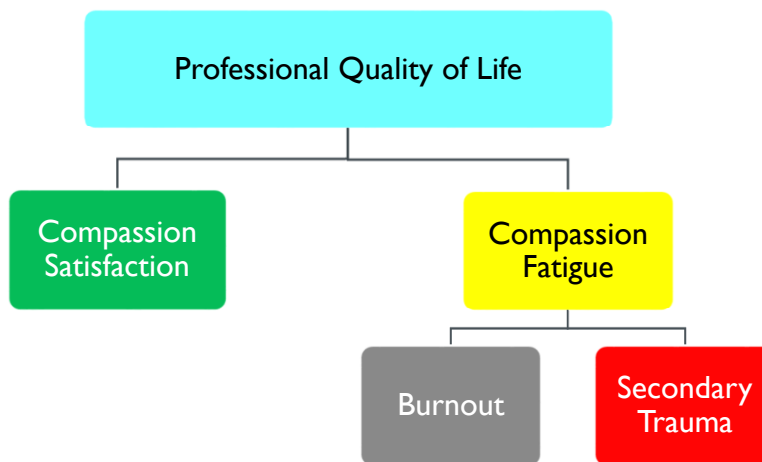 Professional Quality of Life
Compassion
Satisfaction
Compassion
Fatigue
Burnout
Secondary
Trauma